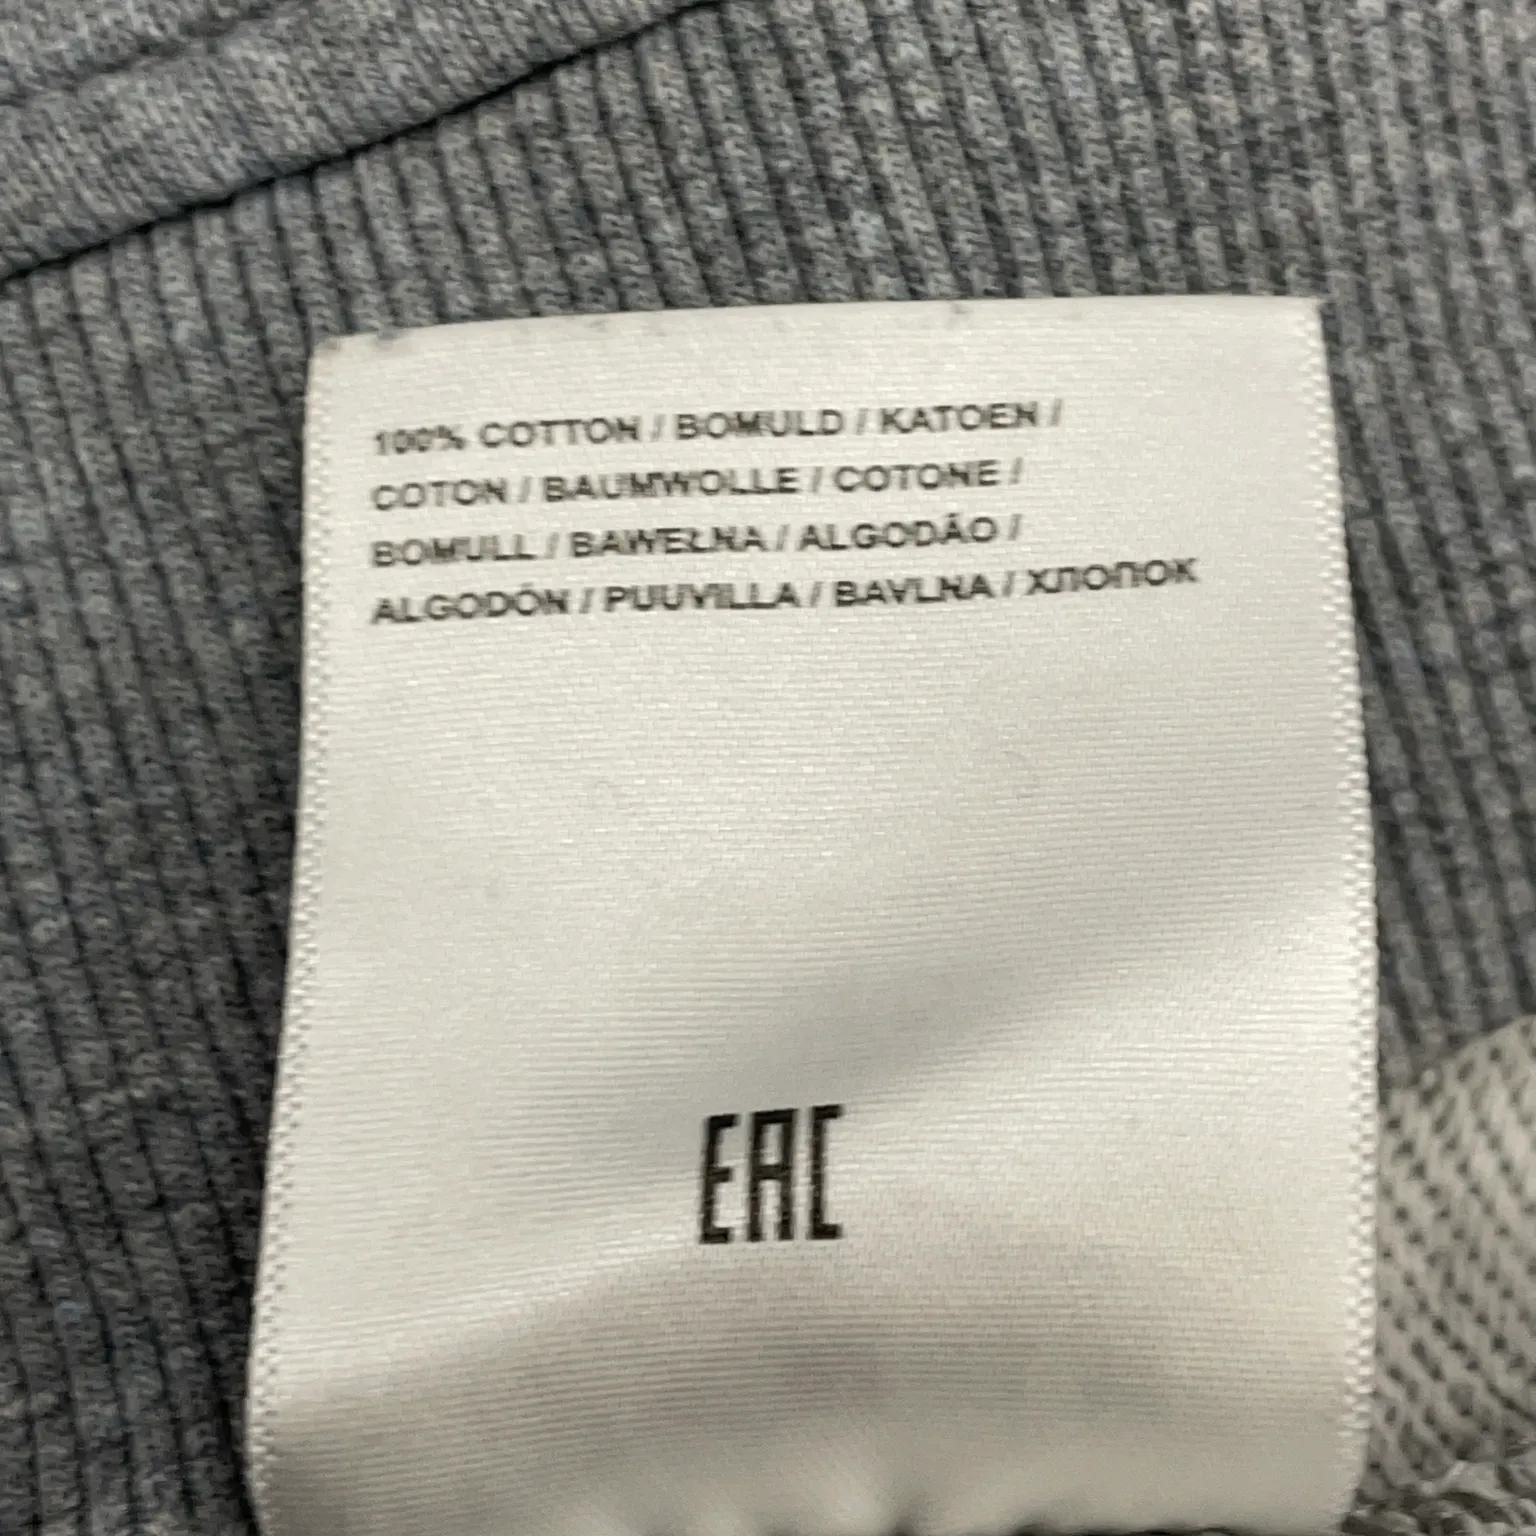 100% COTTON / BOMULD / KATOEN /
COTON / BAUMWOLLE / COTONE /
BOMULL / BAWEŁNA / ALGODÃO /
ALGODÓN / PUUVILLA / BAVLNA / ХЛОПОК
EAC